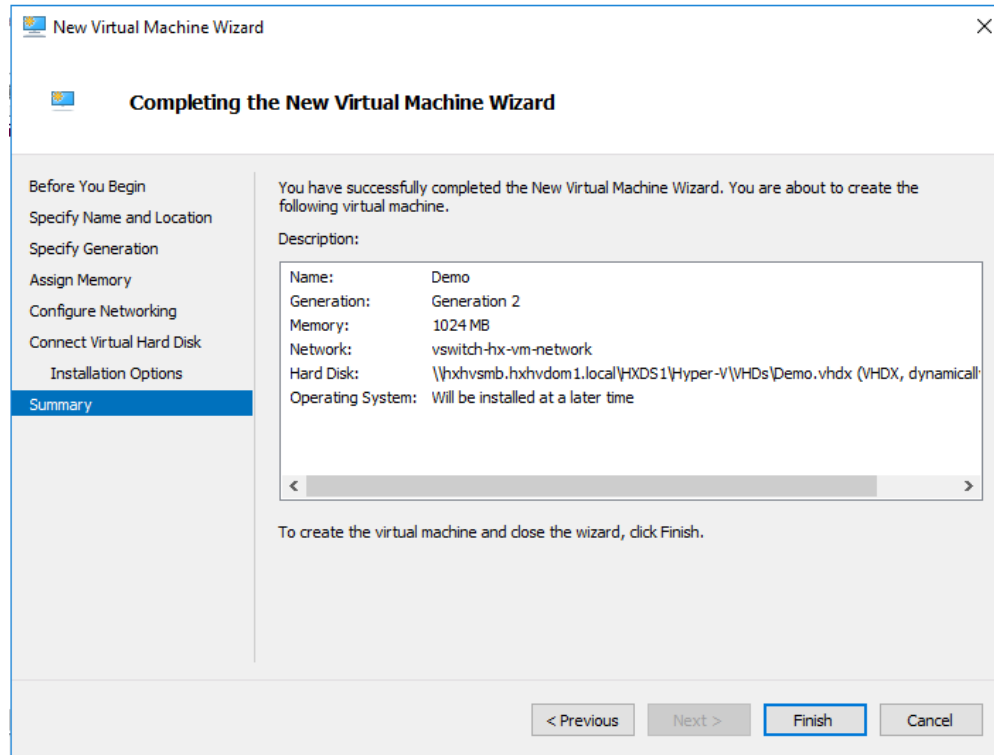 New Virtual Machine Wizard
Completing the New Virtual Machine Wizard
Before You Begin
Specify Name and Location
Specify Generation
Assign Memory
Configure Networking
Connect Virtual Hard Disk
Installation Options
Summary
You have successfully completed the New Virtual Machine Wizard. You are about to create the
following virtual machine.
Description:
Name: Demo
Generation: Generation 2
Memory: 1024 MB
Network: vswitch-hx-vm-network
Hard Disk: \\hxhvsmb.hxhvdom1.local\HXDS1\Hyper-V\VHDs\Demo.vhdx (VHDX, dynamicall
Operating System: Will be installed at a later time
To create the virtual machine and close the wizard, click Finish.
< Previous Next > Finish Cancel